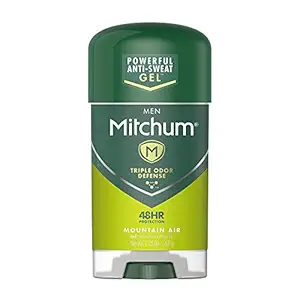 POWERFUL
ANTI-SWEAT
GEL
MEN
Mitchum®
M
TRIPLE ODOR
DEFENSE
48HR
PROTECTION
MOUNTAIN AIR